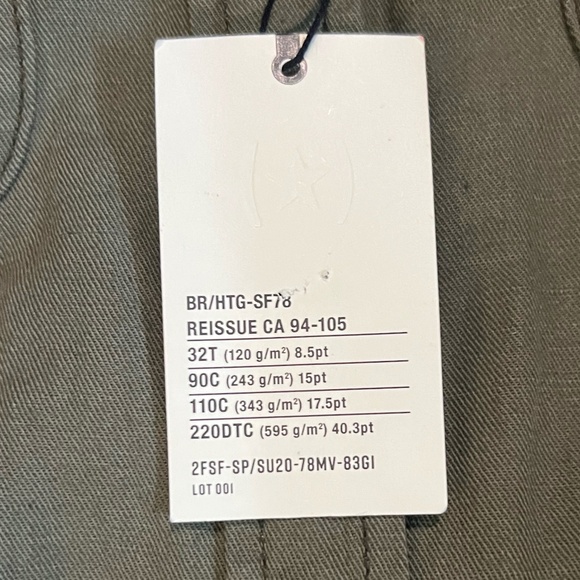 BR/HTG-SF78
REISSUE CA 94-105
32T (120 g/m²) 8.5pt
90C (243 g/m²) 15pt
110C (343 g/m²) 17.5pt
220DTC (595 g/m²) 40.3pt
2FSF-SP/SU20-78MV-83GI
LOT 001